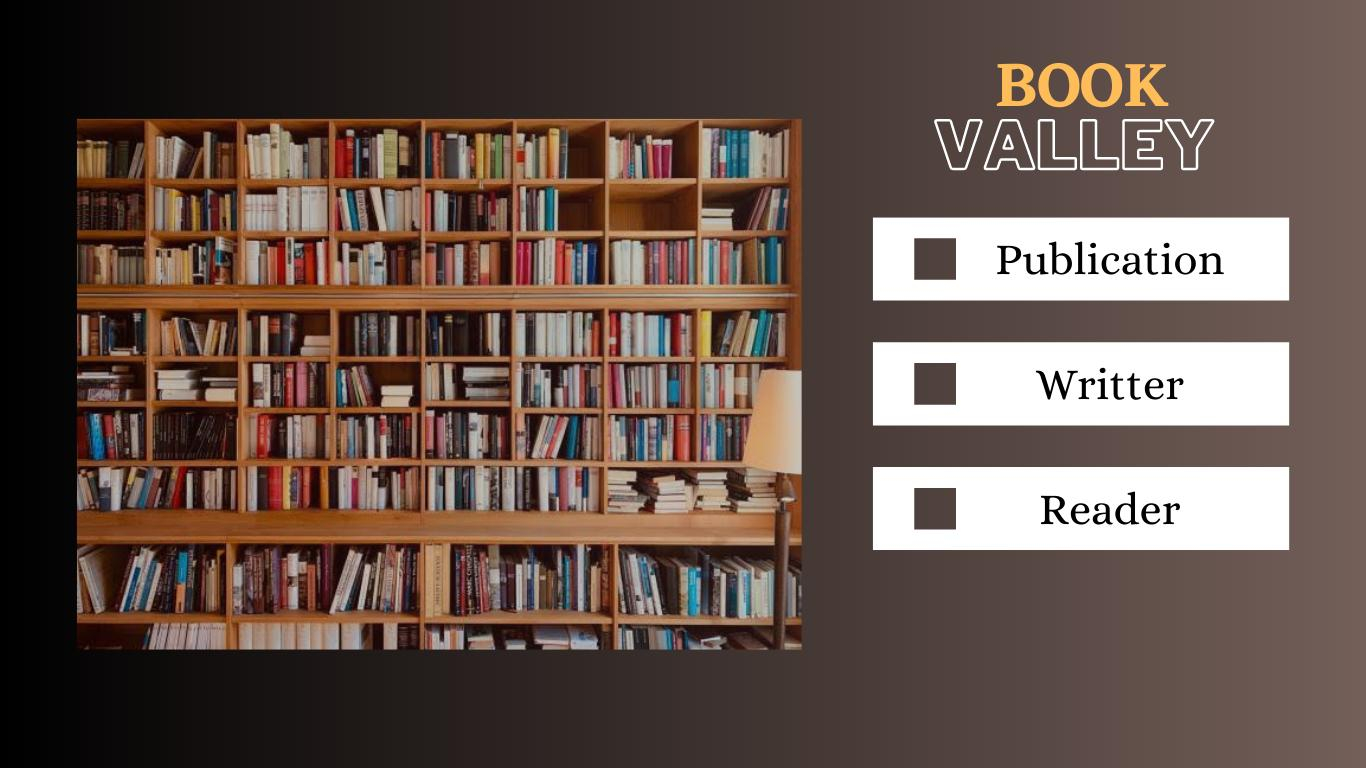 BOOK
VALLEY
Publication
Writter
Reader